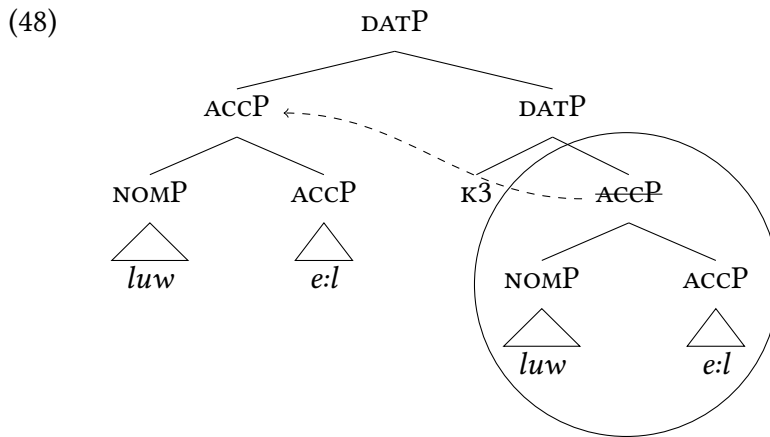 (48) DATP
ACCP DATP
NOMP ACCP K3 ACCP
luw e:l NOMP ACCP
luw e:l